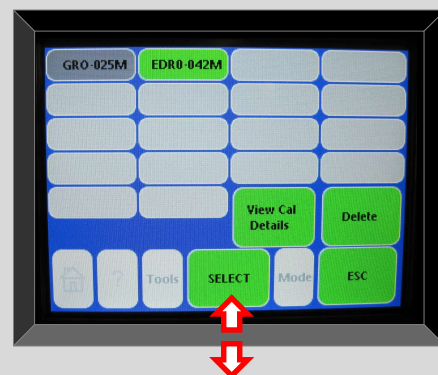 GRO-025M EDR0-042M
View Cal
Details
Delete
? Tools SELECT Mode ESC